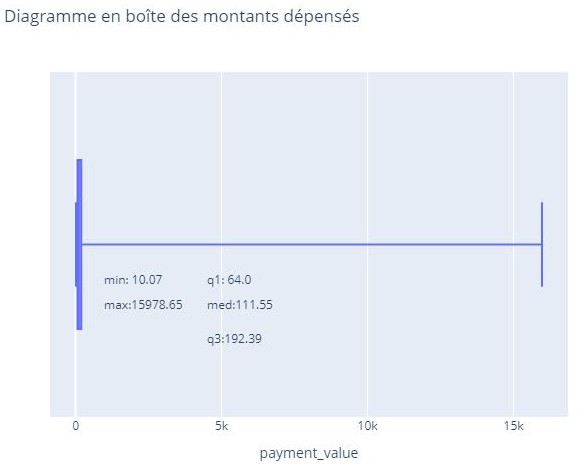 Diagramme en boîte des montants dépensés
min: 10.07 q1: 64.0
max:15978.65 med:111.55
q3:192.39
0 5k 10k 15k
payment_value